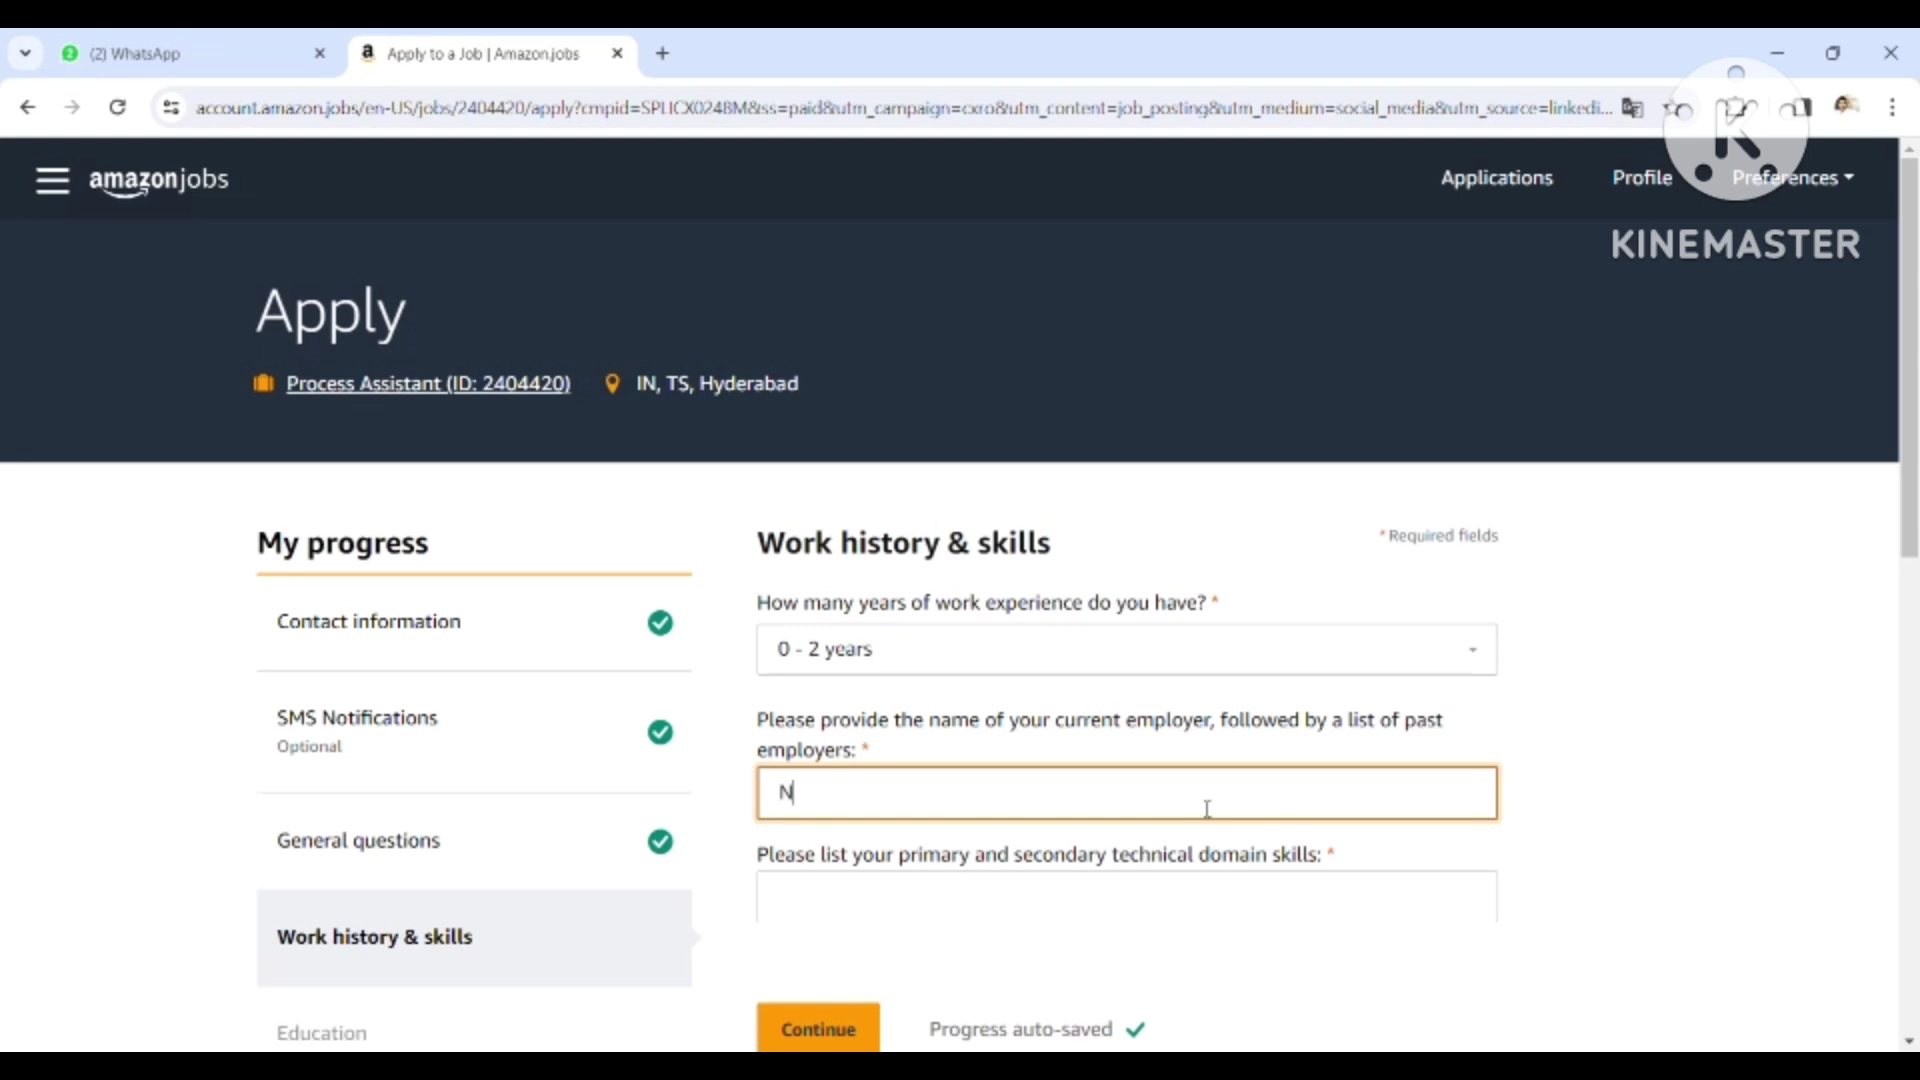 (2) WhatsApp
Apply to a Job | Amazon.jobs
account.amazon.jobs/en-US/jobs/2404420/apply?cmpid=SPLICX0248M&ss=paid&utm_campaign=cxro&utm_content=job_posting&utm_medium=social_media&utm_source=linkedi...
amazonjobs
Applications
Profile
Preferences
KINEMASTER
Apply
Process Assistant (ID: 2404420)
IN, TS, Hyderabad
My progress
Contact information
SMS Notifications
Optional
General questions
Work history & skills
Education
Work history & skills
* Required fields
How many years of work experience do you have? *
0 - 2 years
Please provide the name of your current employer, followed by a list of past
employers: *
N
Please list your primary and secondary technical domain skills: *
Continue
Progress auto-saved